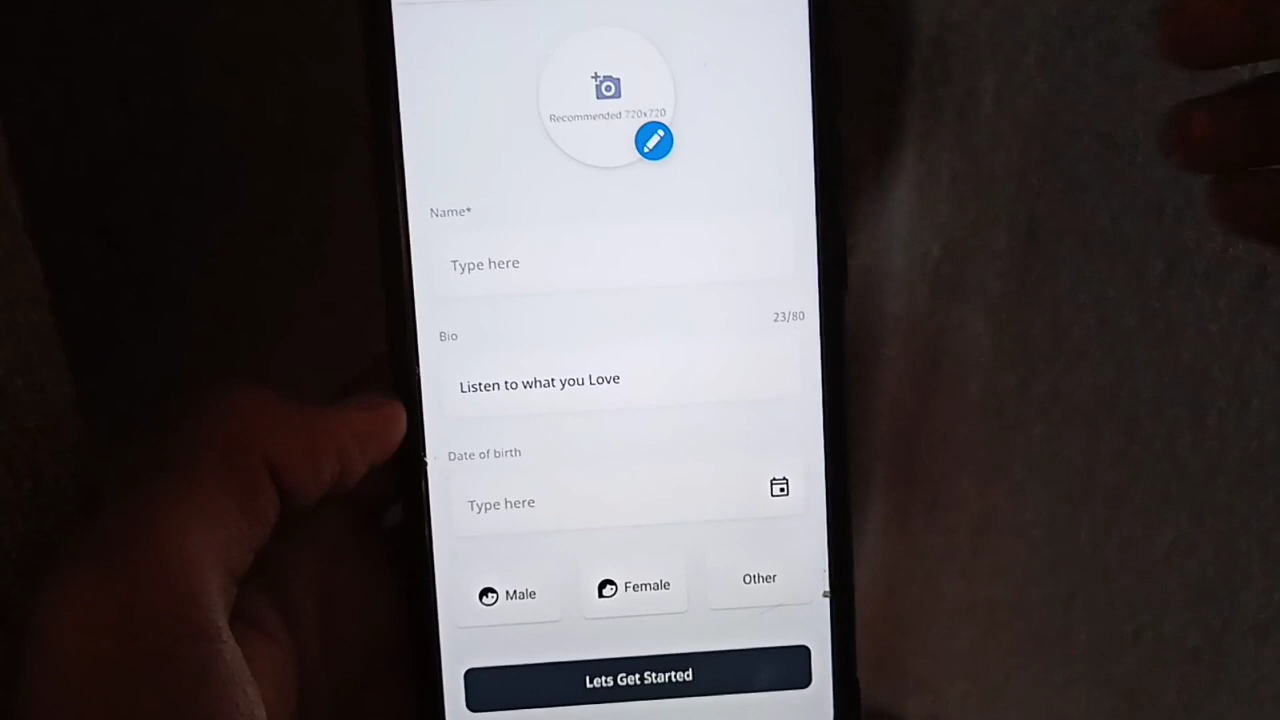 Recommended 720x720
Name*
Type here
23/80
Bio
Listen to what you Love
Date of birth
Type here
Male
Female
Other
Lets Get Started